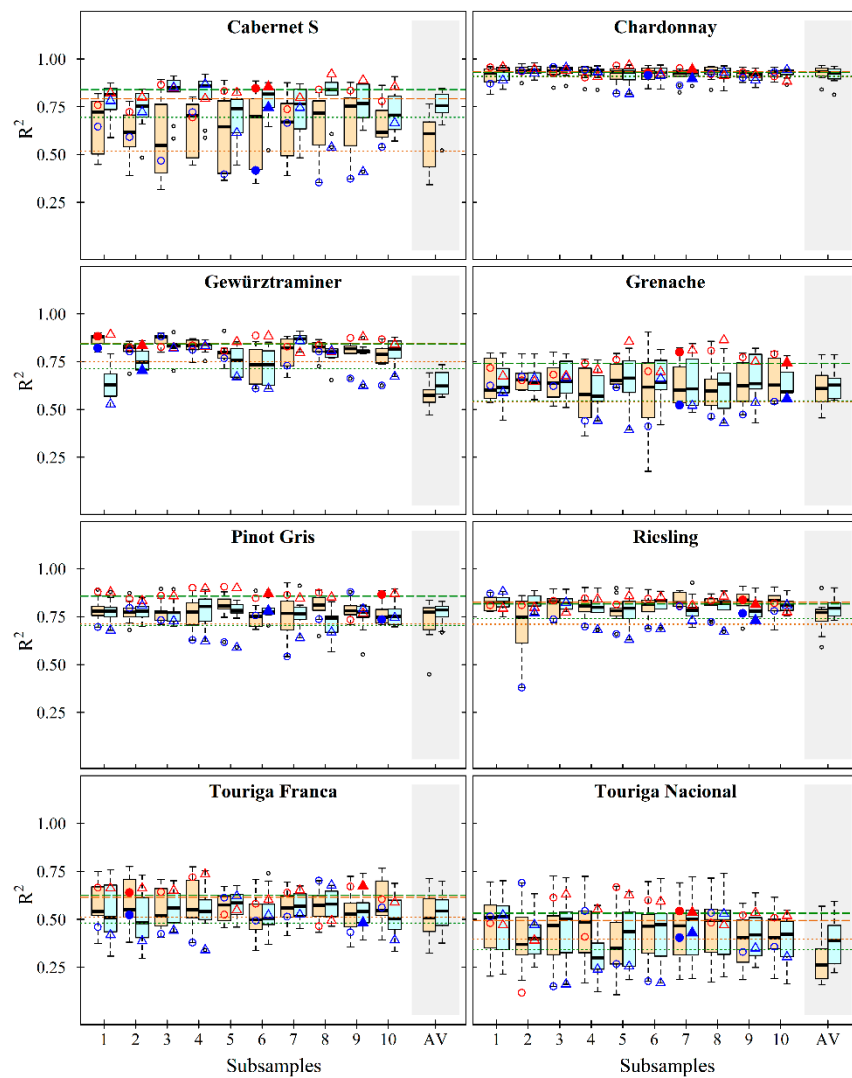 Cabernet S Chardonnay
1.00
0.75
R2
0.50
0.25
Gewürztraminer Grenache
1.00
0.75
R2
0.50
0.25
Pinot Gris Riesling
1.00
0.75
R2
0.50
0.25
Touriga Franca Touriga Nacional
1.00
0.75
R2
0.50
0.25
1 2 3 4 5 6 7 8 9 10 AV 1 2 3 4 5 6 7 8 9 10 AV
Subsamples Subsamples